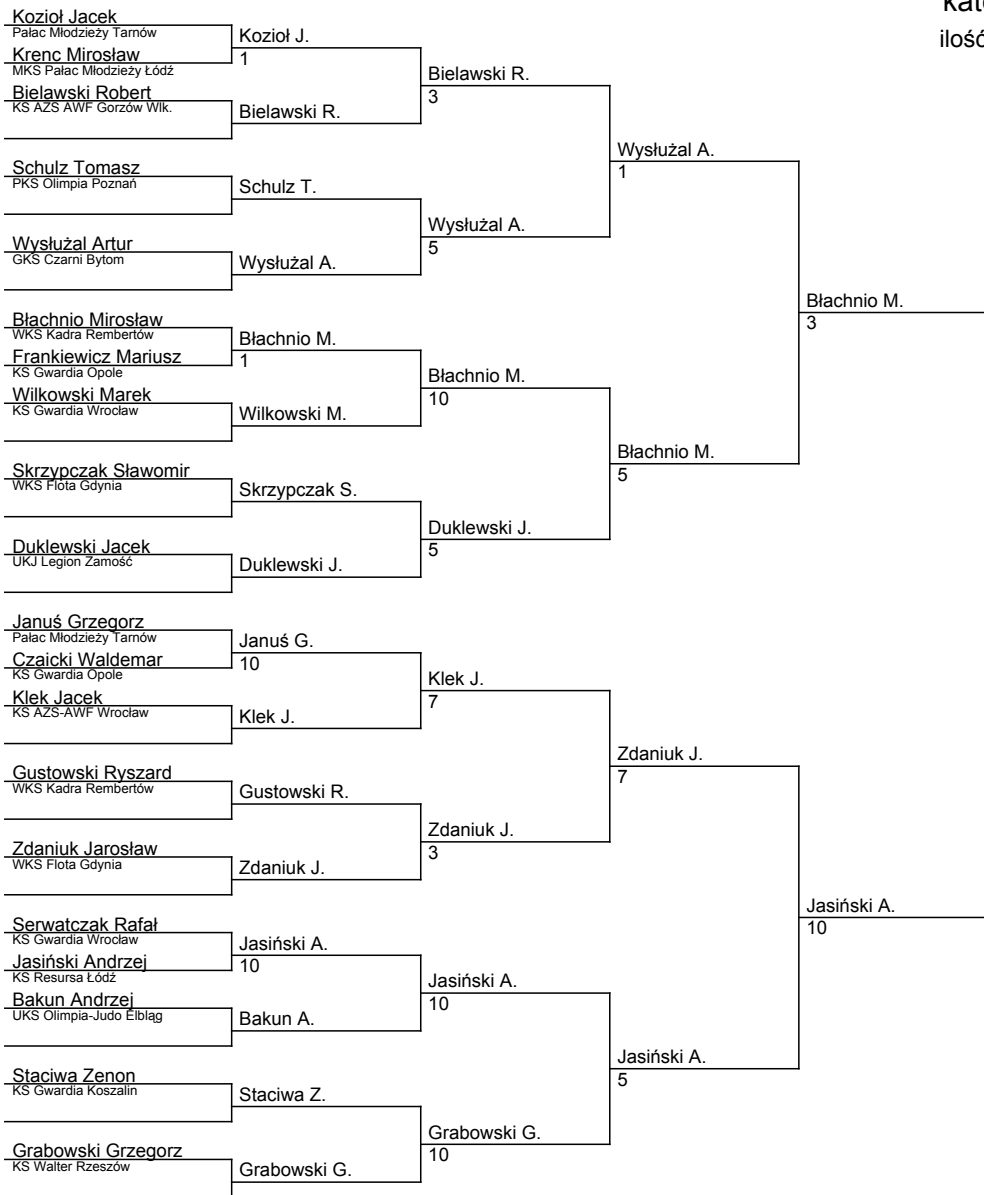 kat
ilość
Kozioł Jacek
Pałac Młodzieży Tarnów
Krenc Mirosław
MKS Pałac Młodzieży Łódź
Bielawski Robert
KS AZS AWF Gorzów Wlk.
Schulz Tomasz
PKS Olimpia Poznań
Wysłużal Artur
GKS Czarni Bytom
Błachnio Mirosław
WKS Kadra Rembertów
Frankiewicz Mariusz
KS Gwardia Opole
Wilkowski Marek
KS Gwardia Wrocław
Skrzypczak Sławomir
WKS Flota Gdynia
Duklewski Jacek
UKJ Legion Zamość
Januś Grzegorz
Pałac Młodzieży Tarnów
Czaicki Waldemar
KS Gwardia Opole
Klek Jacek
KS AZS-AWF Wrocław
Gustowski Ryszard
WKS Kadra Rembertów
Zdaniuk Jarosław
WKS Flota Gdynia
Serwatczak Rafał
KS Gwardia Wrocław
Jasiński Andrzej
KS Resursa Łódź
Bakun Andrzej
UKS Olimpia-Judo Elbląg
Staciwa Zenon
KS Gwardia Koszalin
Grabowski Grzegorz
KS Walter Rzeszów
Kozioł J.
1
Bielawski R.
Schulz T.
Wysłużal A.
Błachnio M.
1
Wilkowski M.
Skrzypczak S.
Duklewski J.
Januś G.
10
Klek J.
Gustowski R.
Zdaniuk J.
Jasiński A.
10
Bakun A.
Staciwa Z.
Grabowski G.
Bielawski R.
3
Wysłużal A.
5
Błachnio M.
10
Duklewski J.
5
Klek J.
7
Zdaniuk J.
3
Jasiński A.
10
Grabowski G.
10
Wysłużal A.
1
Błachnio M.
5
Zdaniuk J.
7
Jasiński A.
5
Błachnio M.
3
Jasiński A.
10